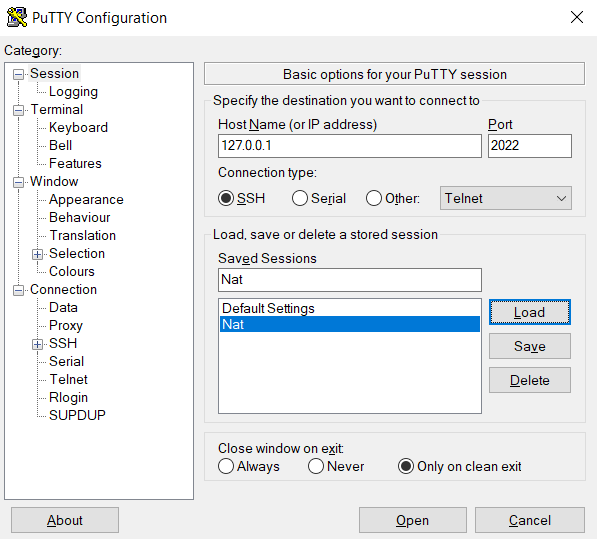 PuTTY Configuration
Category:
Session
Logging
Terminal
Keyboard
Bell
Features
Window
Appearance
Behaviour
Translation
Selection
Colours
Connection
Data
Proxy
SSH
Serial
Telnet
Rlogin
SUPDUP
Basic options for your PuTTY session
Specify the destination you want to connect to
Host Name (or IP address) Port
127.0.0.1 2022
Connection type:
SSH Serial Other: Telnet
Load, save or delete a stored session
Saved Sessions
Nat
Default Settings
Nat
Load
Save
Delete
Close window on exit:
Always Never Only on clean exit
About Open Cancel